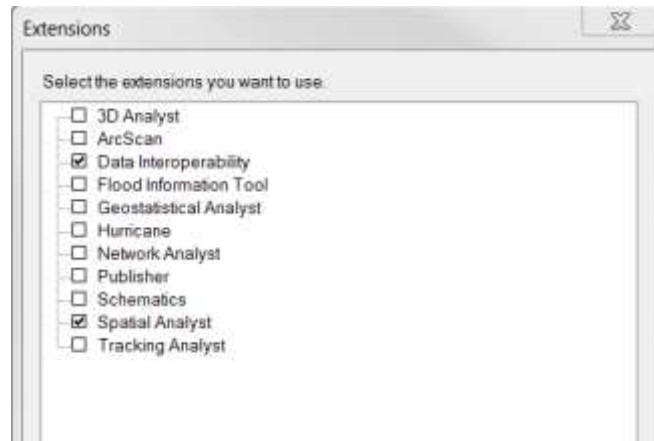 Extensions
Select the extensions you want to use.
3D Analyst
ArcScan
Data Interoperability
Flood Information Tool
Geostatistical Analyst
Hurricane
Network Analyst
Publisher
Schematics
Spatial Analyst
Tracking Analyst